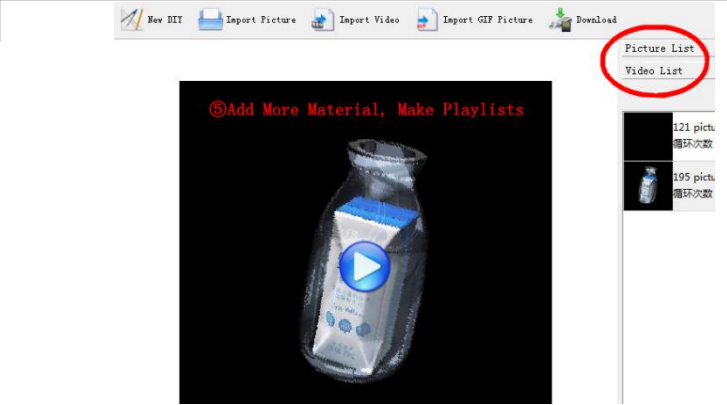 New DIY Import Picture Import Video Import GIF Picture Download
Picture List
Video List
⑤Add More Material, Make Playlists
121 pictu
循环次数
195 pictu
循环次数